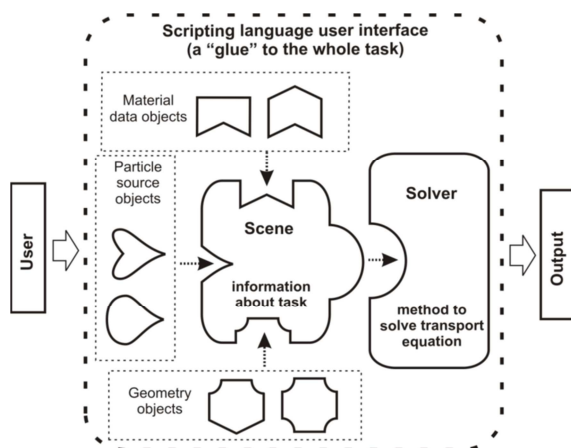 Scripting language user interface
(a “glue” to the whole task)
Material
data objects
Particle
source
objects
User
Scene
information
about task
Solver
method to
solve transport
equation
Output
Geometry
objects